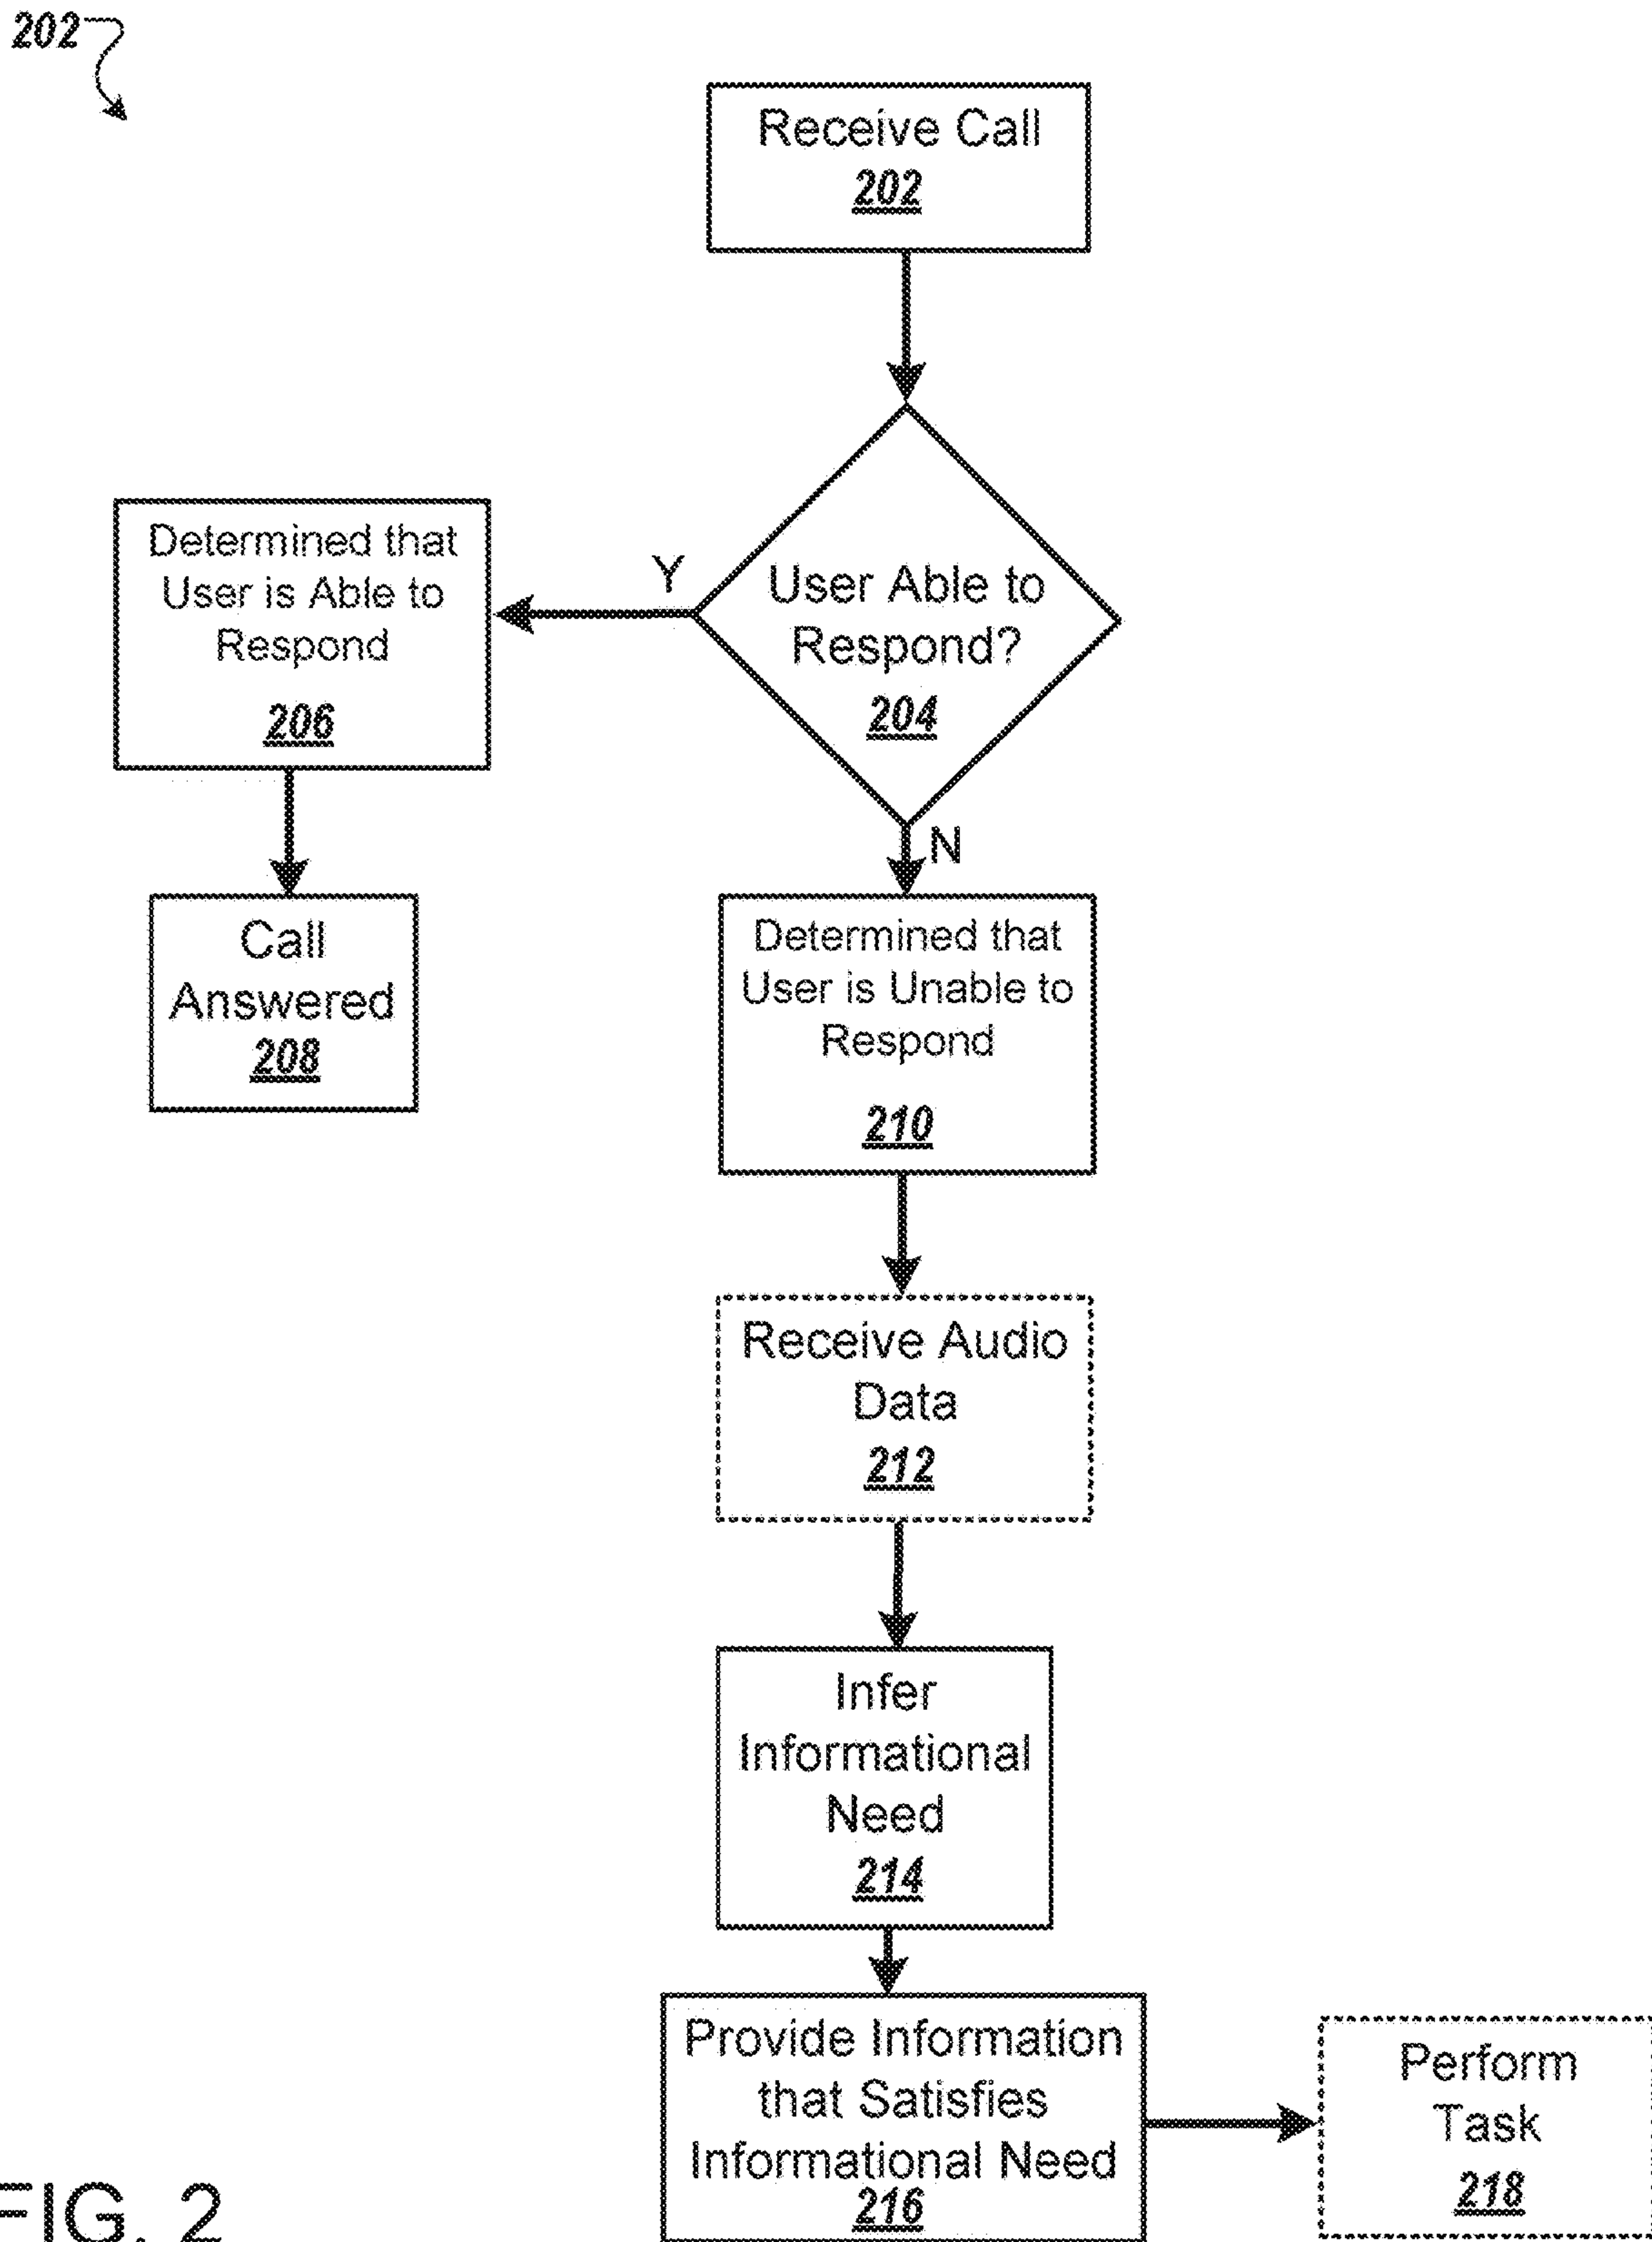 202
Receive Call
202
User Able to
Respond?
204
Y
N
Determined that
User is Able to
Respond
206
Call
Answered
208
Determined that
User is Unable to
Respond
210
Receive Audio
Data
212
Infer
Informational
Need
214
Provide Information
that Satisfies
Informational Need
216
Perform
Task
218
FIG. 2